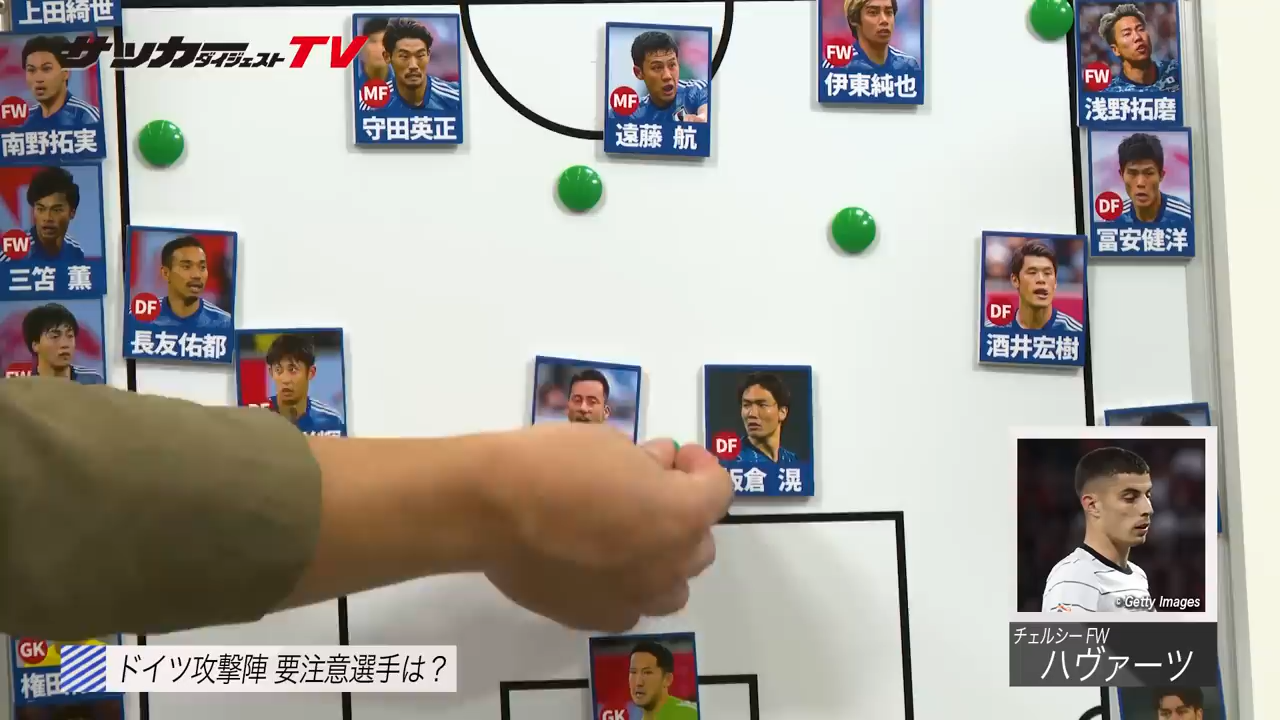 上田綺世
サッカーダイジェストTV
FW
南野拓実
MF
守田英正
MF
遠藤 航
FW
伊東純也
FW
浅野拓磨
FW
三笘 薫
DF
長友佑都
DF
冨安健洋
DF
酒井宏樹
DF
倉 滉
GK
権田
ドイツ攻撃陣 要注意選手は？
GK
© Getty Images
チェルシーFW
ハヴァーツ